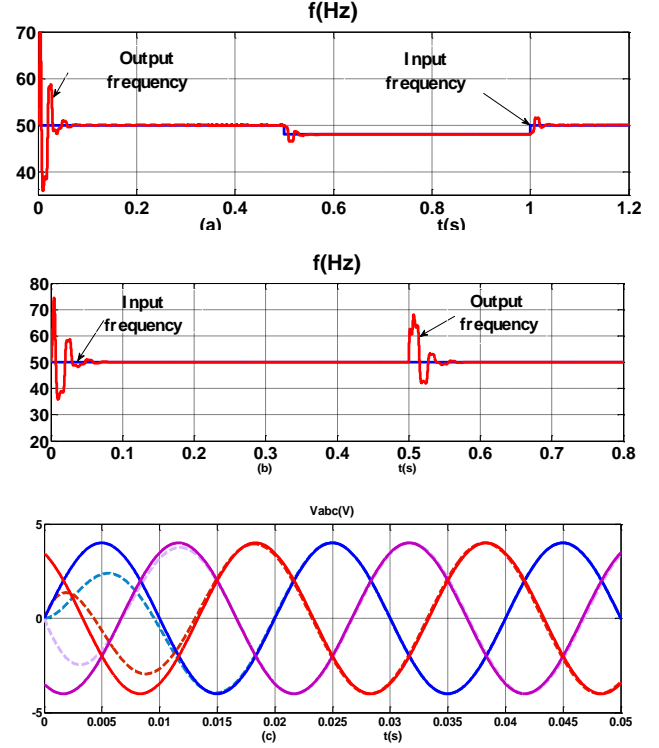 f(Hz)
70
60
50
40
Output
frequency
Input
frequency
0
0.2
0.4
0.6
0.8
1
1.2
(a)
t(s)
f(Hz)
80
70
60
50
40
30
20
Input
frequency
Output
frequency
0
0.1
0.2
0.3
0.4
0.5
0.6
0.7
0.8
(b)
t(s)
Vabc(V)
5
0
-5
0
0.005
0.01
0.015
0.02
0.025
0.03
0.035
0.04
0.045
0.05
(c)
t(s)